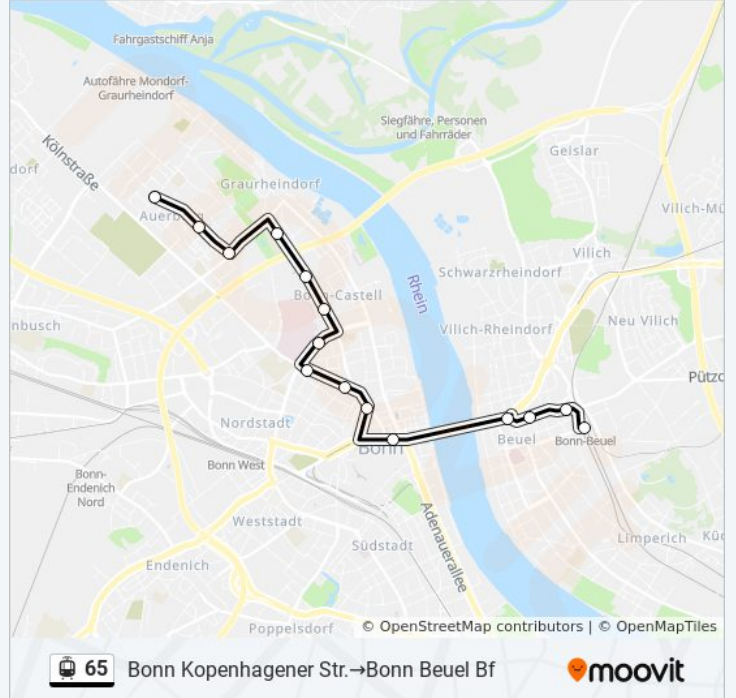 Fahrgastschiff Anja
Autofähre Mondorf-
Graurheindorf
Siegfähre, Personen
und Fahrräder
Kölnstraße
Geislar
dorf
Graurheindorf
Vilich-Mü
Auerb
Vilich
Schwarzrheindorf
Rhein
Castell
nbusch
Vilich-Rheindorf
Neu Vilich
Pützc
Nordstadt
Beuel
Bonn-Beuel
Bonn
Bonn West
Bonn-
Endenich
Nord
Adenauerallee
Weststadt
Limperich
Kü
Südstadt
Endenich
Poppelsdorf
© OpenStreetMap contributors | © OpenMapTiles
65 Bonn Kopenhagener Str.→Bonn Beuel Bf
moovit